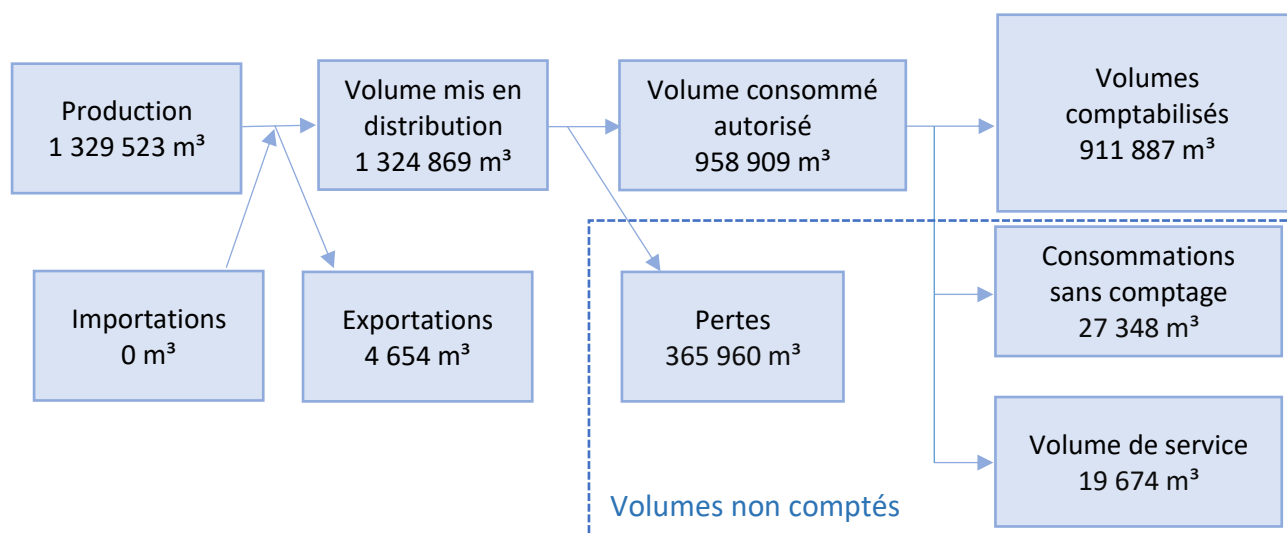 Production
1 329 523 m³
Volume mis en
distribution
1 324 869 m³
Volume consommé
autorisé
958 909 m³
Volumes
comptabilisés
911 887 m³
Importations
0 m³
Exportations
4 654 m³
Pertes
365 960 m³
Consommations
sans comptage
27 348 m³
Volume de service
19 674 m³
Volumes non comptés